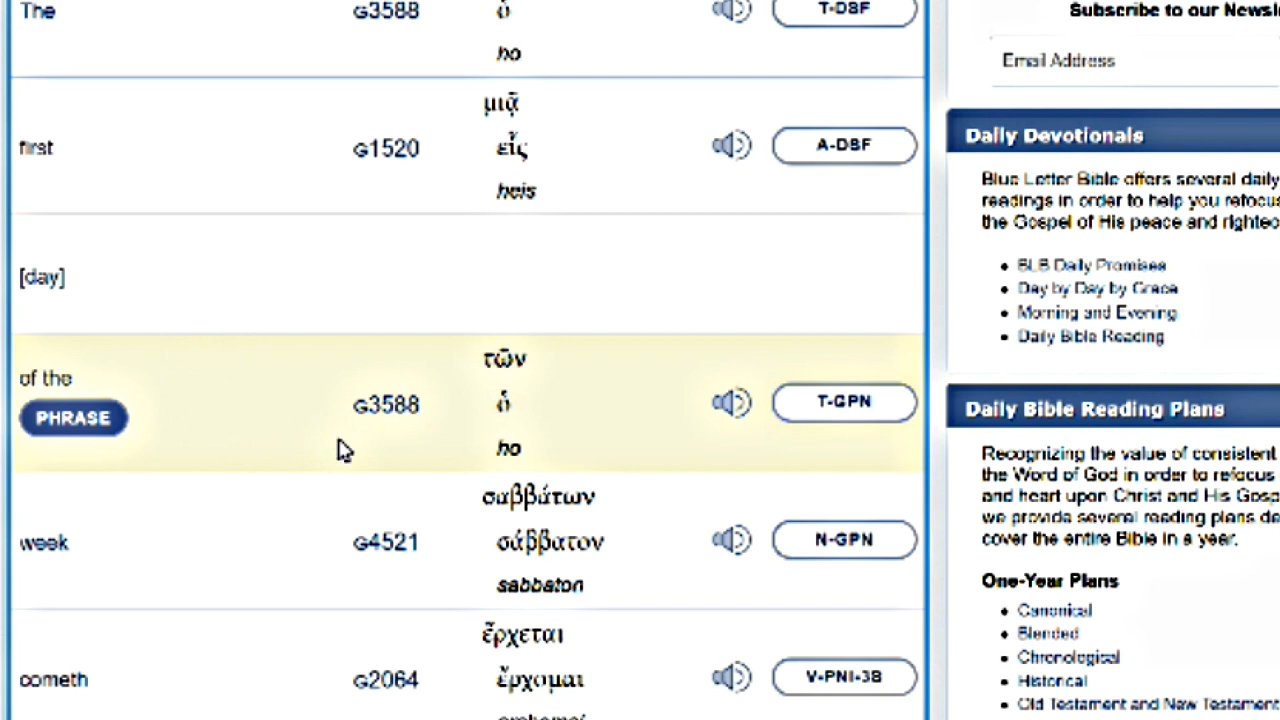 The G3588 ὁ T-DSF
ho
μιᾷ
first G1520 εἷς A-DSF
heis
[day]
τῶν
of the
G3588 ὁ T-GPN
PHRASE
ho
σαββάτων
week G4521 σάββατον N-GPN
sabbaton
ἔρχεται
cometh G2064 ἔρχομαι V-PNI-3S
Subscribe to our Newsl
Email Address
Daily Devotionals
Blue Letter Bible offers several daily
readings in order to help you refocus
the Gospel of His peace and righteo
• BLB Daily Promises
• Day by Day by Grace
• Morning and Evening
• Daily Bible Reading
Daily Bible Reading Plans
Recognizing the value of consistent
the Word of God in order to refocus
and heart upon Christ and His Gosp
we provide several reading plans de
cover the entire Bible in a year.
One-Year Plans
• Canonical
• Blended
• Chronological
• Historical
• Old Testament and New Testament